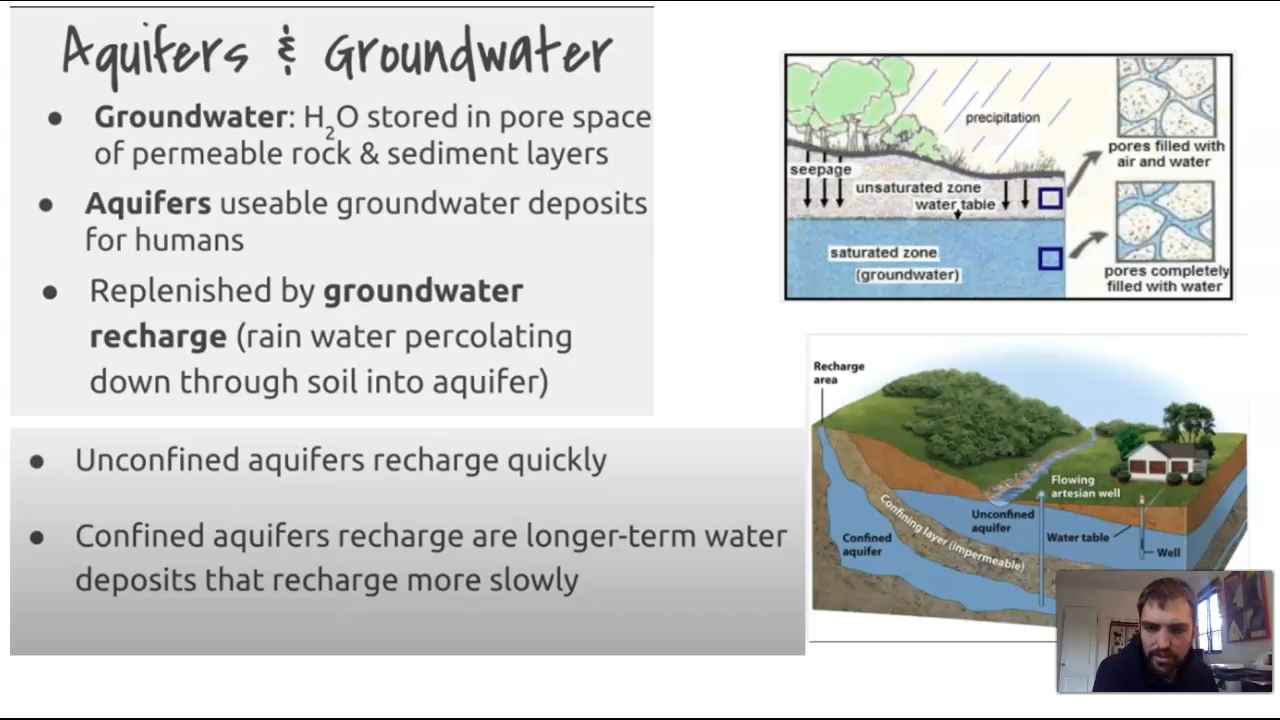 Aquifers & Groundwater
● Groundwater: H2O stored in pore space
of permeable rock & sediment layers
● Aquifers useable groundwater deposits
for humans
● Replenished by groundwater
recharge (rain water percolating
down through soil into aquifer)
● Unconfined aquifers recharge quickly
● Confined aquifers recharge are longer-term water
deposits that recharge more slowly
precipitation
seepage
unsaturated zone
water table
saturated zone
(groundwater)
pores filled with
air and water
pores completely
filled with water
Recharge
area
Flowing
artesian well
Unconfined
aquifer
Water table
Well
Confining layer (impermeable)
Confined
aquifer